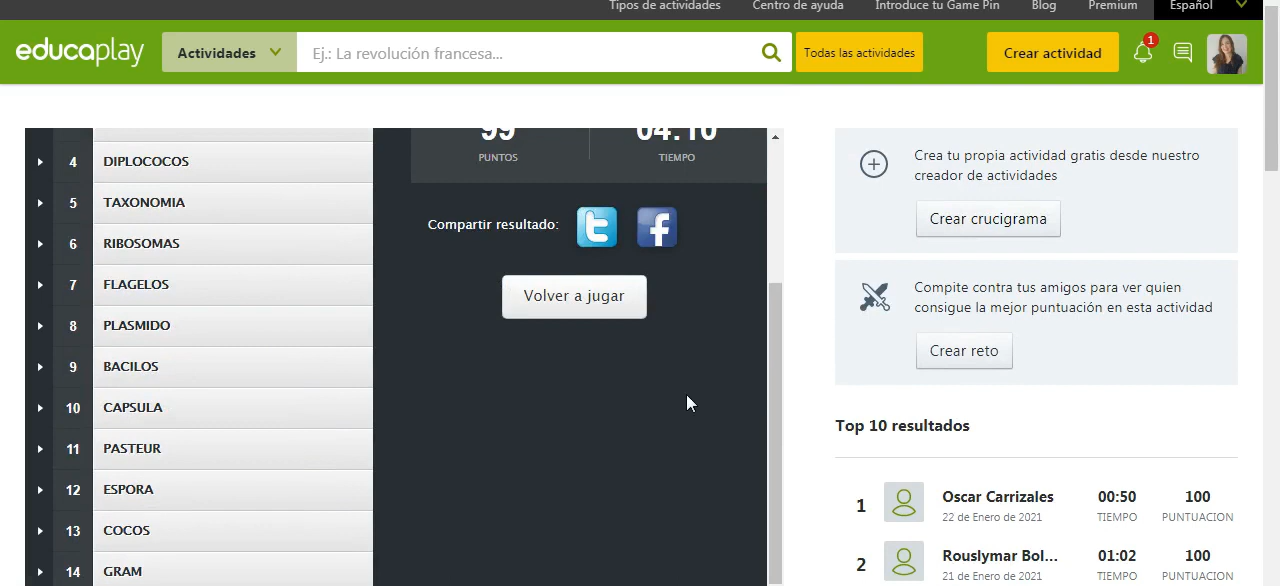 Tipos de actividades Centro de ayuda Introduce tu Game Pin Blog Premium Español
educaplay Actividades Ej.: La revolución francesa... Todas las actividades Crear actividad 1
99 04:10
PUNTOS TIEMPO
4 DIPLOCOCOS
5 TAXONOMIA
6 RIBOSOMAS
7 FLAGELOS
8 PLASMIDO
9 BACILOS
10 CAPSULA
11 PASTEUR
12 ESPORA
13 COCOS
14 GRAM
Compartir resultado:
Volver a jugar
Crea tu propia actividad gratis desde nuestro
creador de actividades
Crear crucigrama
Compite contra tus amigos para ver quien
consigue la mejor puntuación en esta actividad
Crear reto
Top 10 resultados
1 Oscar Carrizales 00:50 100
22 de Enero de 2021 TIEMPO PUNTUACION
2 Rouslymar Bol... 01:02 100
21 de Enero de 2021 TIEMPO PUNTUACION